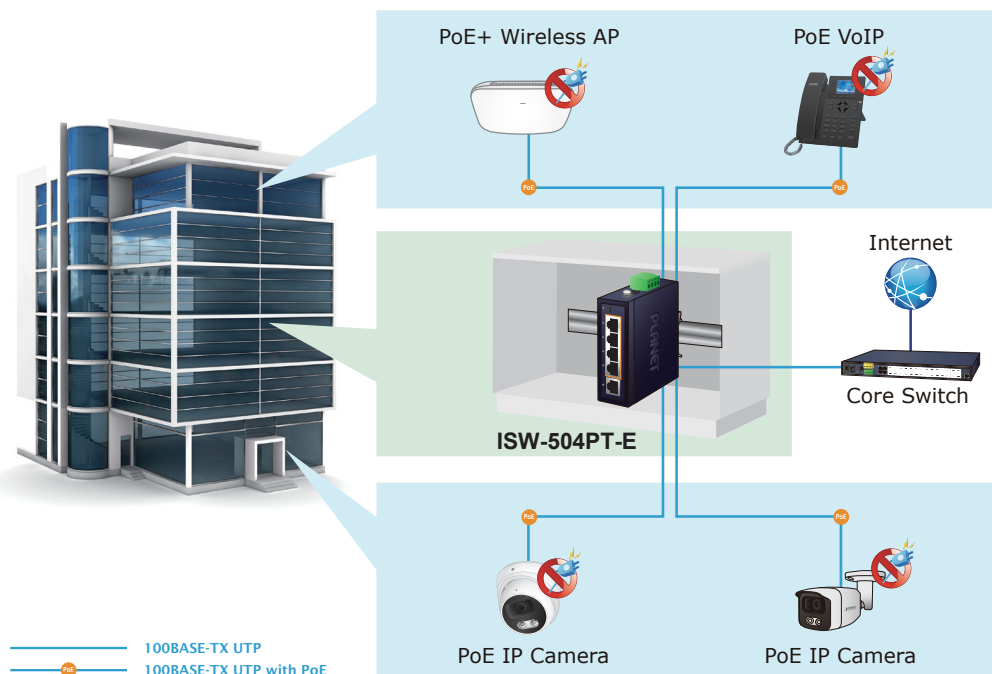 PoE+ Wireless AP
PoE VoIP
PoE
PoE
Internet
PLANET
Core Switch
ISW-504PT-E
PoE
PoE
PoE IP Camera
PoE IP Camera
100BASE-TX UTP
PoE
100BASE-TX UTP with PoE